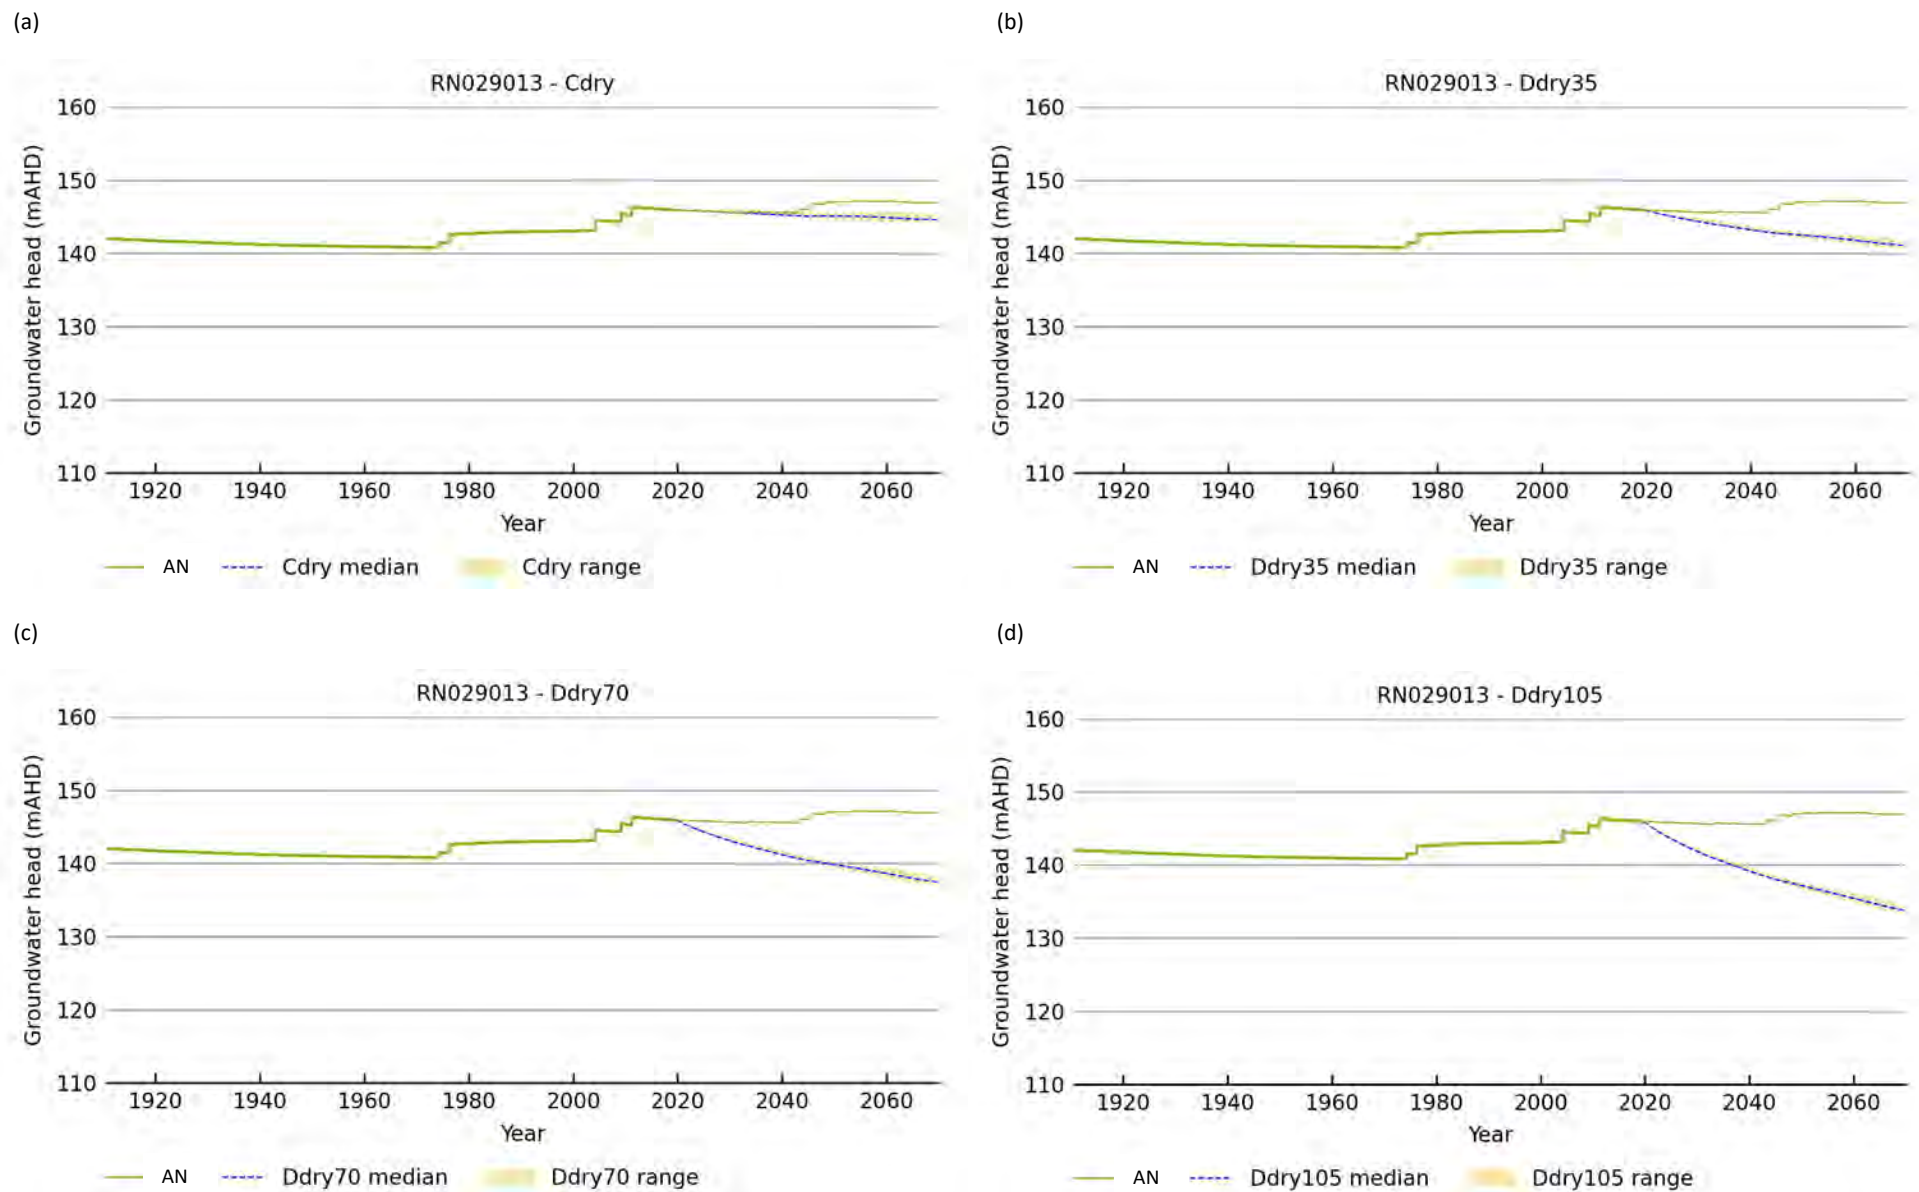 (a)
RN029013 - Cdry
160
150
140
130
120
110
Groundwater head (mAHD)
1920 1940 1960 1980 2000 2020 2040 2060
Year
AN Cdry median Cdry range
(b)
RN029013 - Ddry35
160
150
140
130
120
110
Groundwater head (mAHD)
1920 1940 1960 1980 2000 2020 2040 2060
Year
AN Ddry35 median Ddry35 range
(c)
RN029013 - Ddry70
160
150
140
130
120
110
Groundwater head (mAHD)
1920 1940 1960 1980 2000 2020 2040 2060
Year
AN Ddry70 median Ddry70 range
(d)
RN029013 - Ddry105
160
150
140
130
120
110
Groundwater head (mAHD)
1920 1940 1960 1980 2000 2020 2040 2060
Year
AN Ddry105 median Ddry105 range